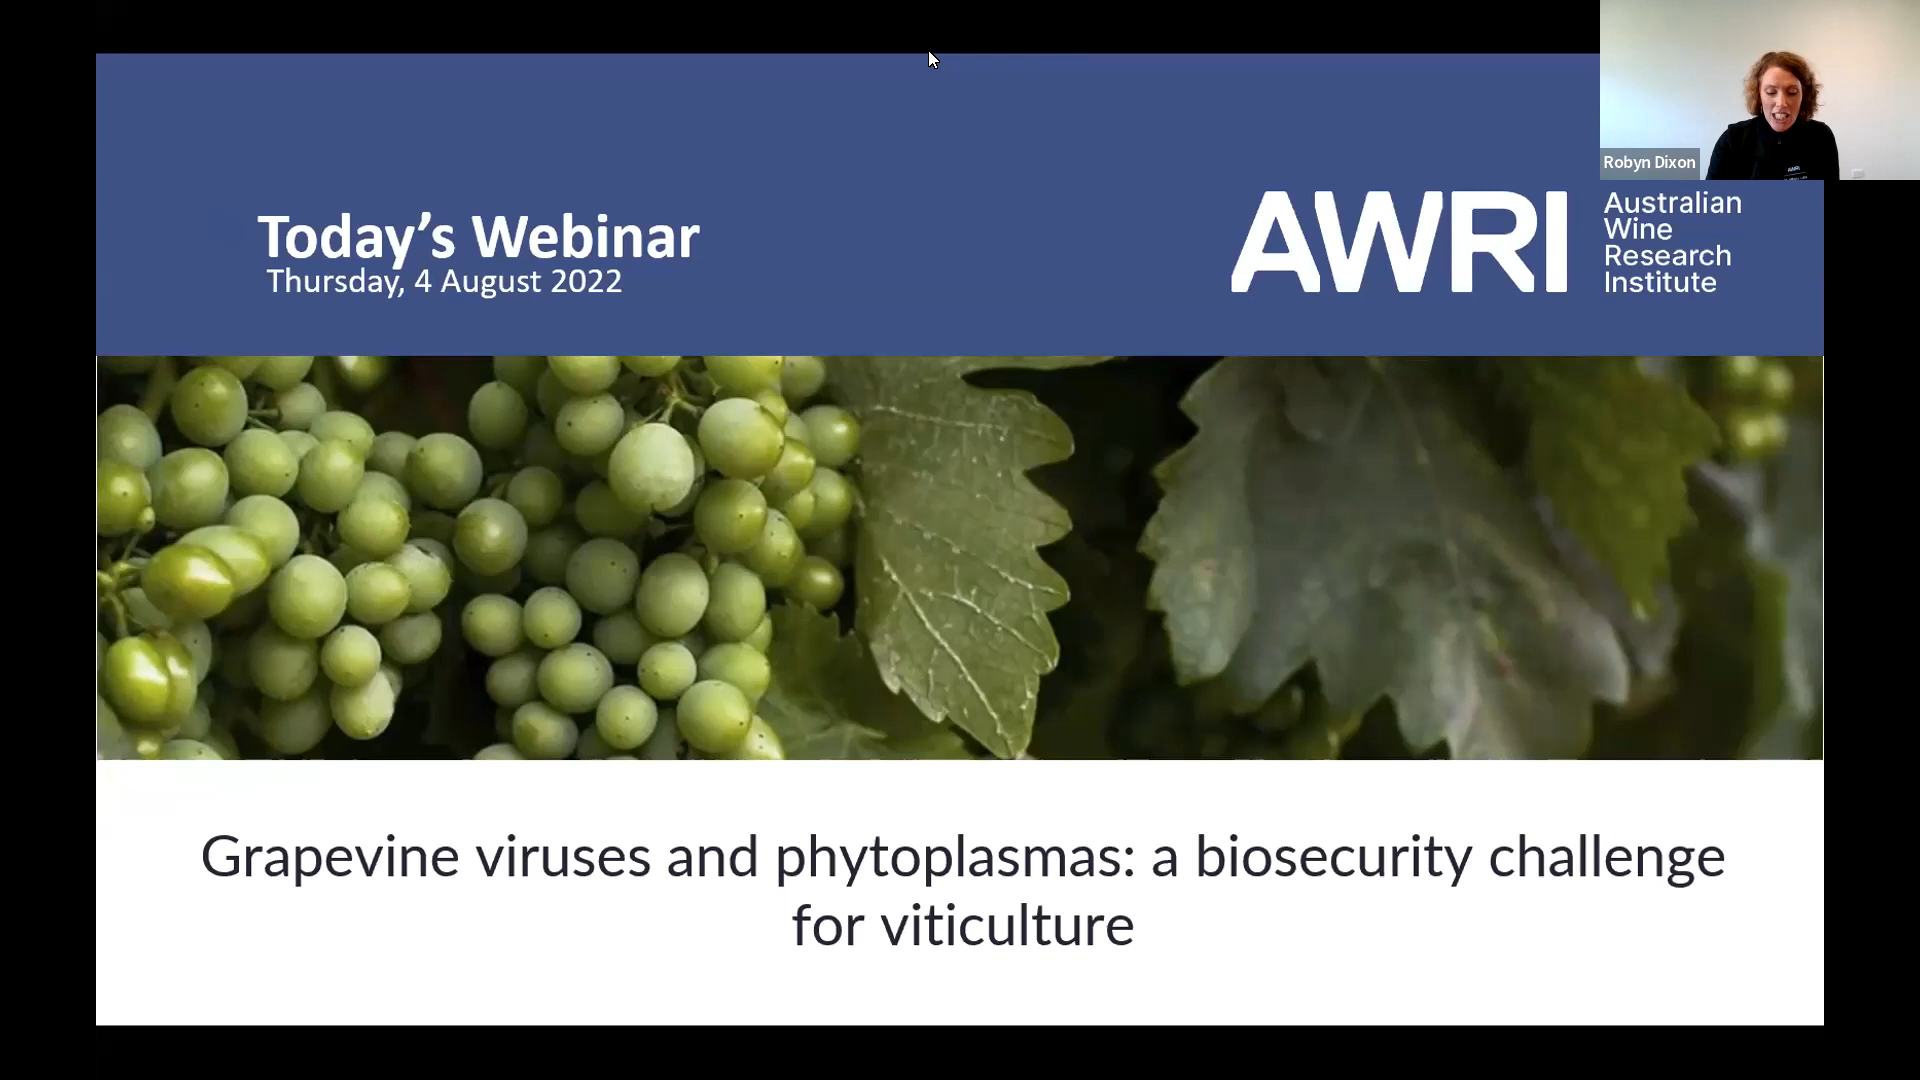 Robyn Dixon
Today’s Webinar
Thursday, 4 August 2022
AWRI
Australian
Wine
Research
Institute
Grapevine viruses and phytoplasmas: a biosecurity challenge
for viticulture